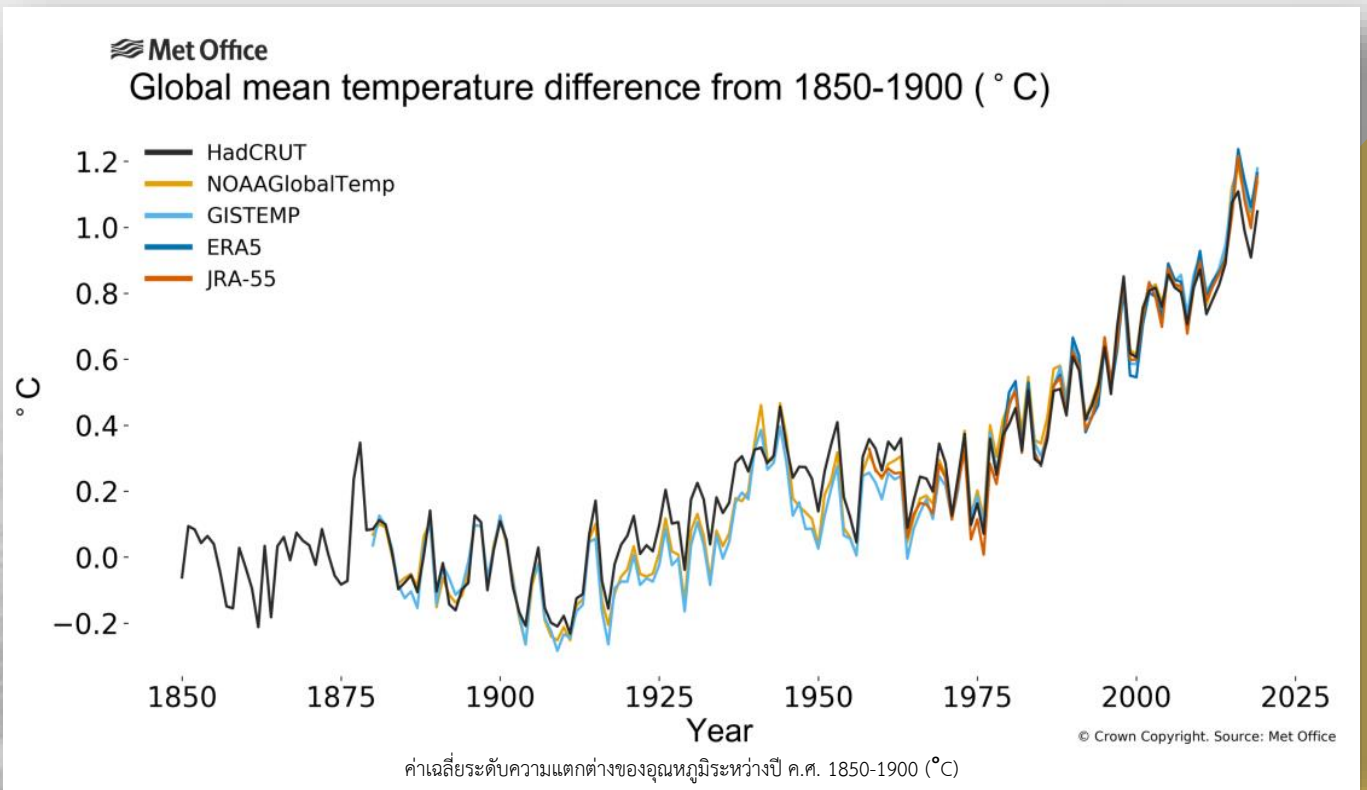 Met Office
Global mean temperature difference from 1850-1900 (°C)
HadCRUT
NOAAGlobalTemp
GISTEMP
ERA5
JRA-55
1.2
1.0
0.8
0.6
0.4
0.2
0.0
−0.2
°C
1850 1875 1900 1925 1950 1975 2000 2025
Year
© Crown Copyright. Source: Met Office
ค่าเฉลี่ยระดับความแตกต่างของอุณหภูมิระหว่างปี ค.ศ. 1850-1900 (°C)